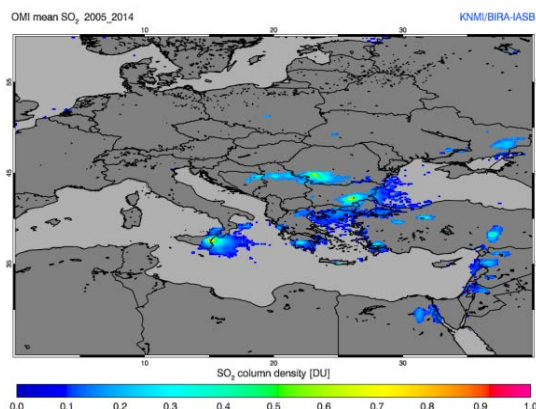 OMI mean SO₂ 2005_2014
KNMI/BIRA-IASB
10 20 30
55
45
35
10 20 30
SO₂ column density [DU]
0.0 0.1 0.2 0.3 0.4 0.5 0.6 0.7 0.8 0.9 1.0